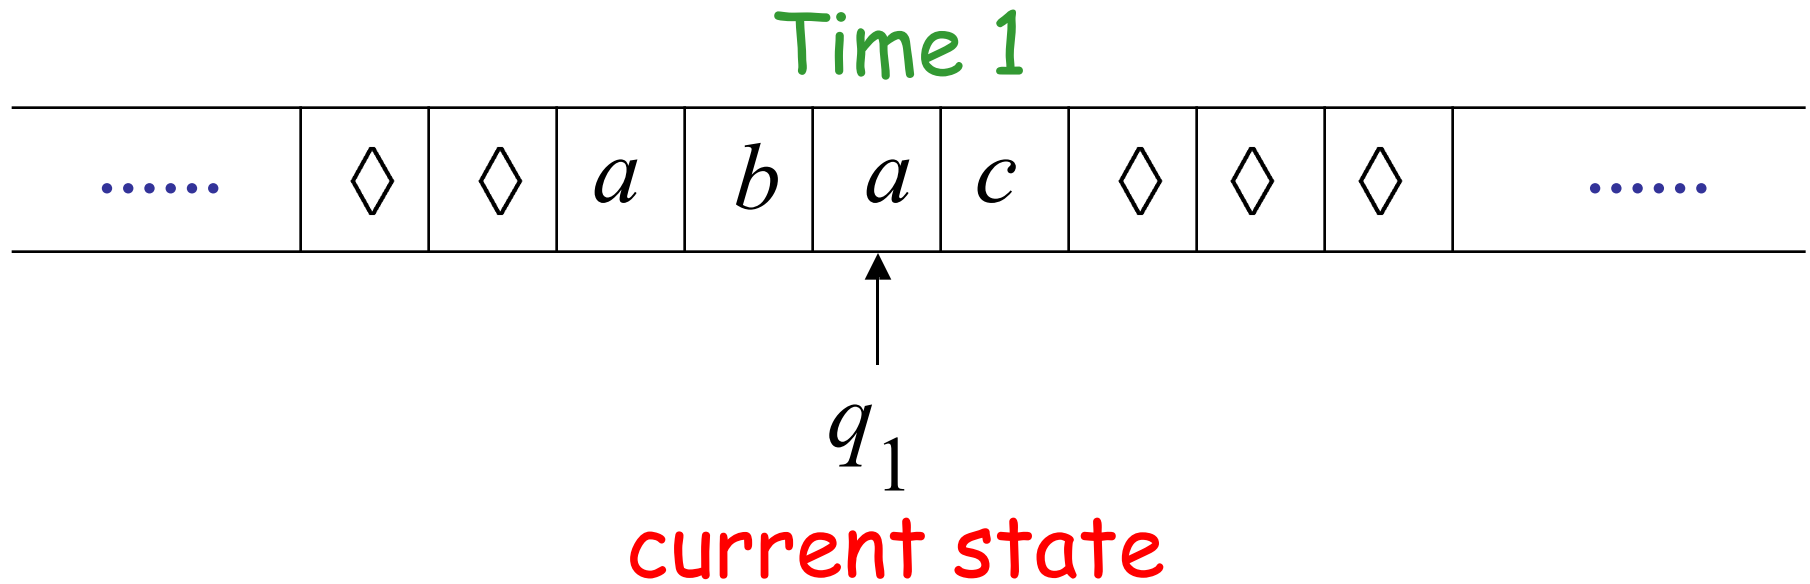 Time 1
...... ◊ ◊ a b a c ◊ ◊ ◊ ......
q₁
current state